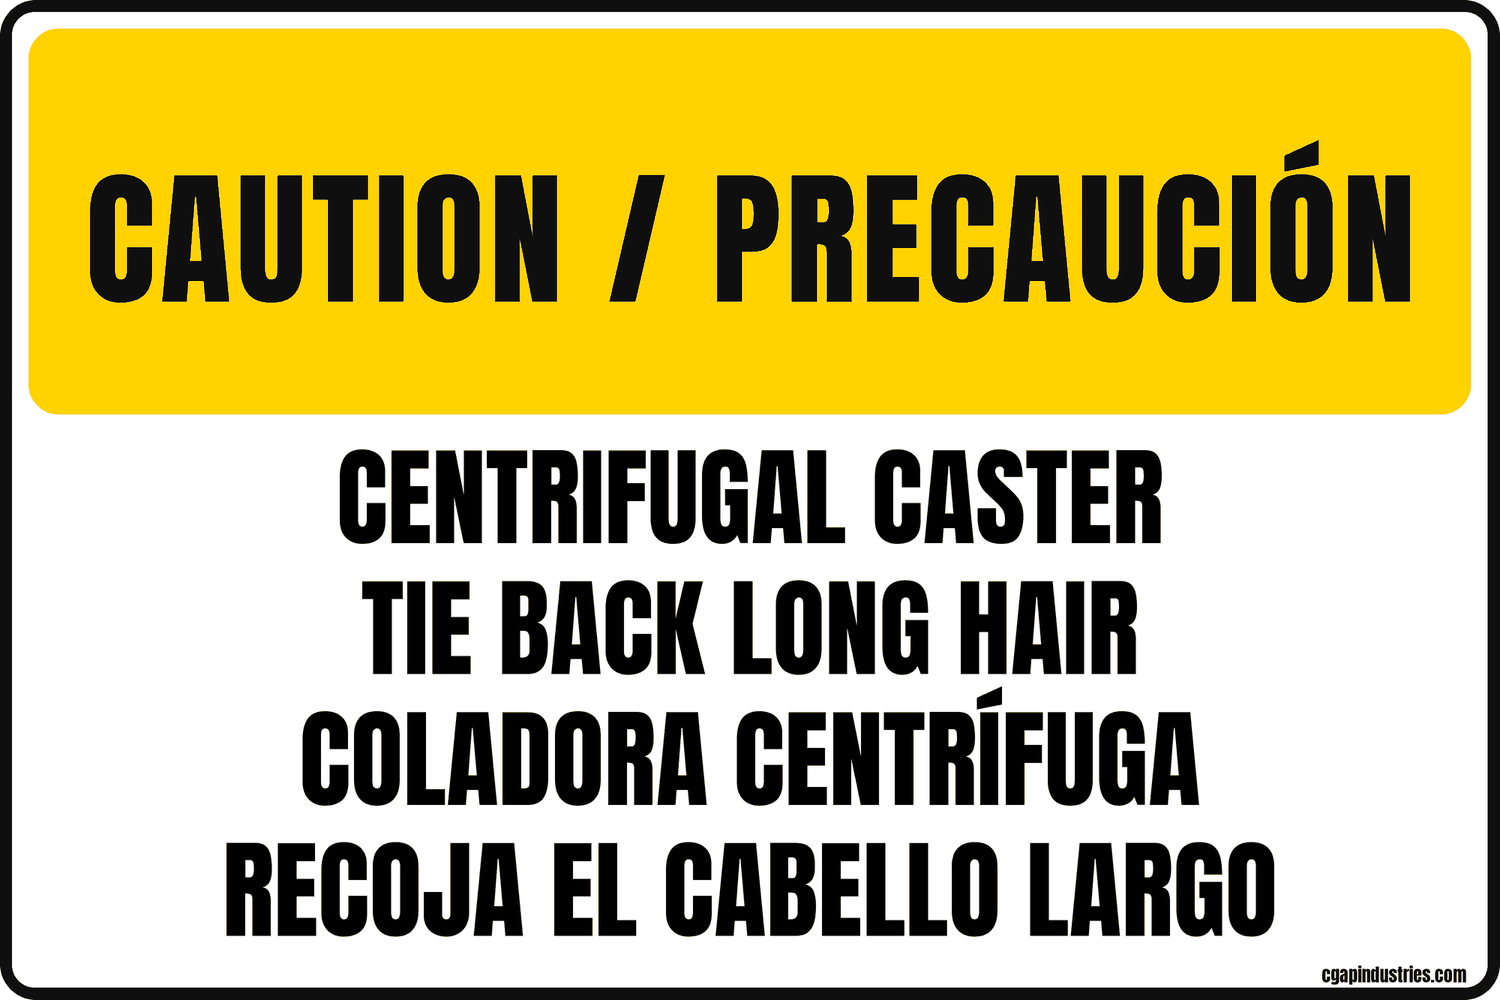 CAUTION / PRECAUCIÓN
CENTRIFUGAL CASTER
TIE BACK LONG HAIR
COLADORA CENTRÍFUGA
RECOJA EL CABELLO LARGO
cgapindustries.com